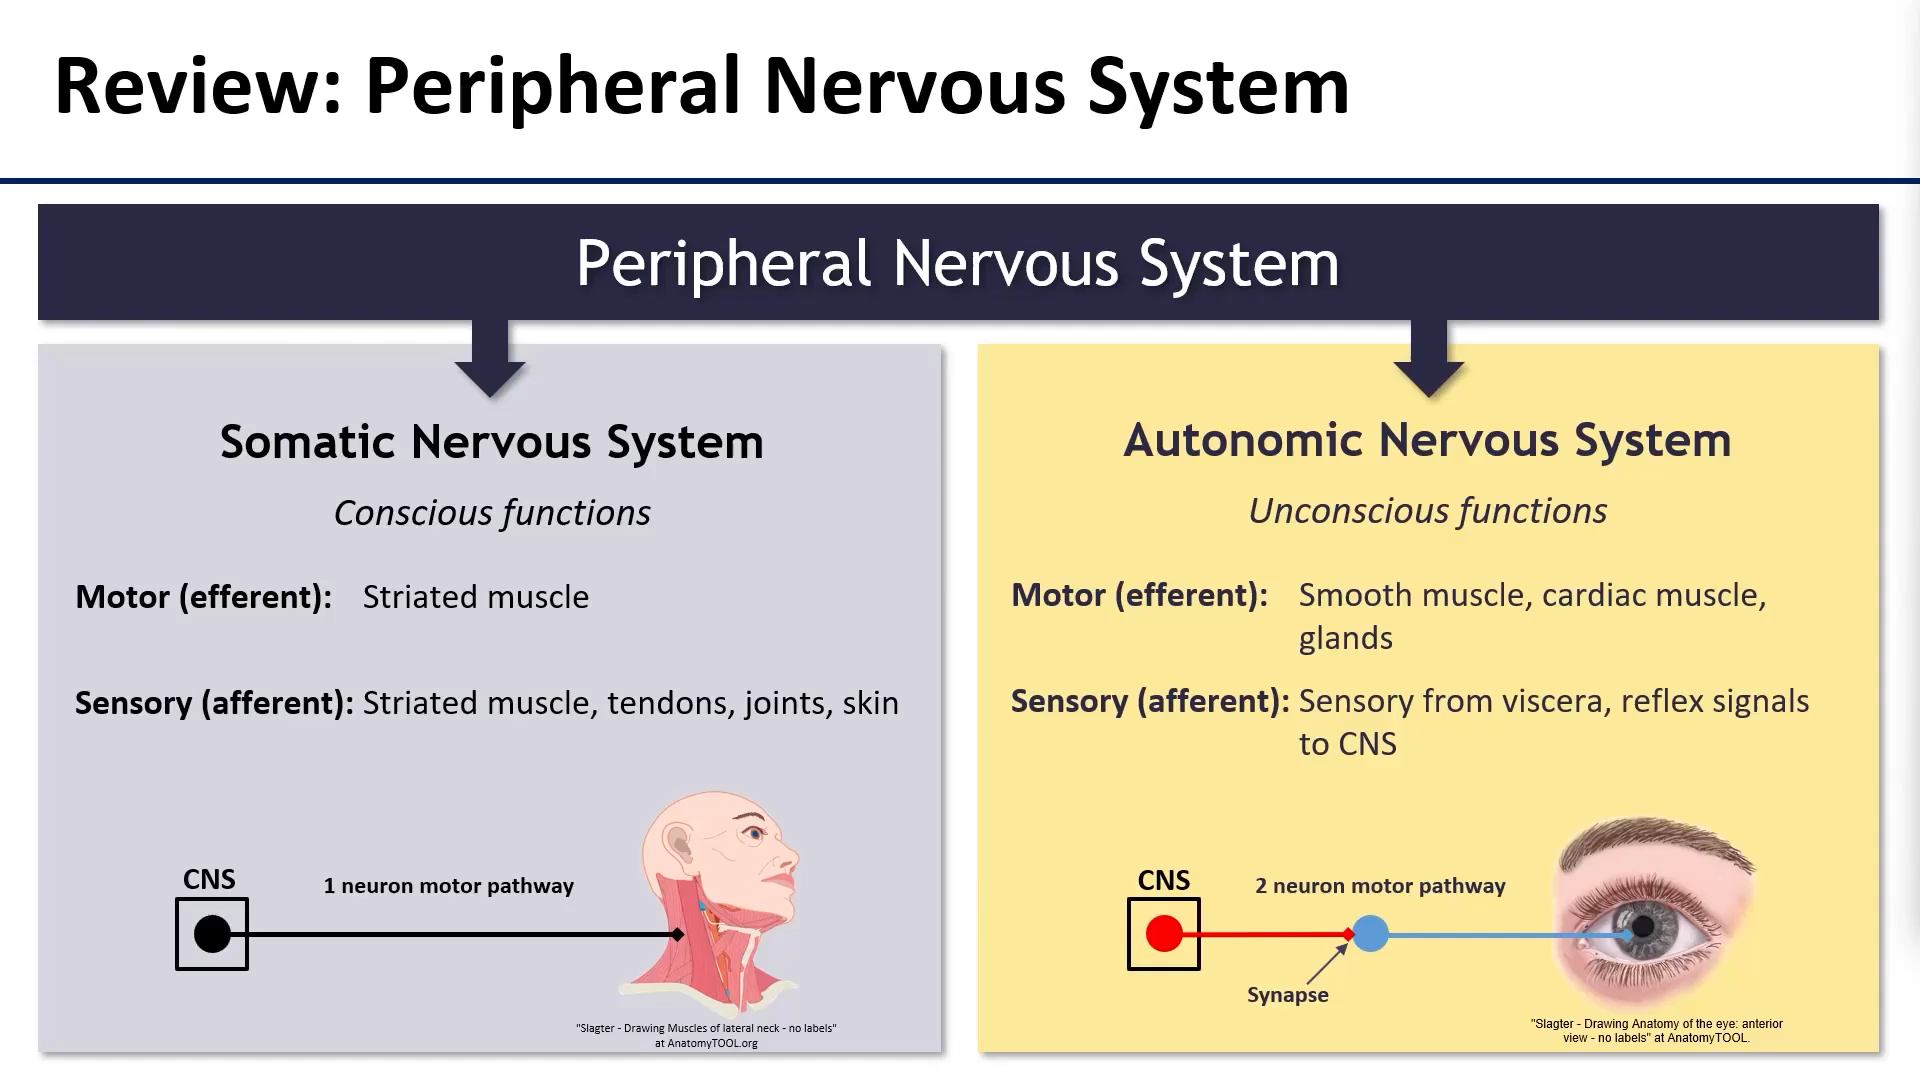 Review: Peripheral Nervous System
Peripheral Nervous System
Somatic Nervous System
Conscious functions
Motor (efferent): Striated muscle
Sensory (afferent): Striated muscle, tendons, joints, skin
CNS
1 neuron motor pathway
"Slagter - Drawing Muscles of lateral neck - no labels"
at AnatomyTOOL.org
Autonomic Nervous System
Unconscious functions
Motor (efferent): Smooth muscle, cardiac muscle,
glands
Sensory (afferent): Sensory from viscera, reflex signals
to CNS
CNS
2 neuron motor pathway
Synapse
"Slagter - Drawing Anatomy of the eye: anterior
view - no labels" at AnatomyTOOL.